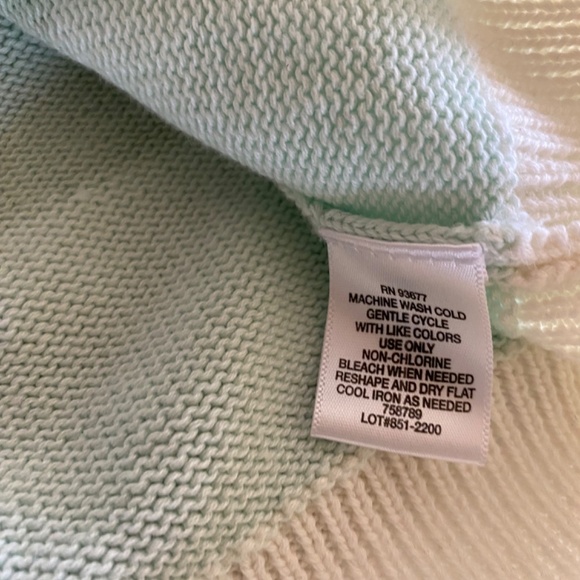 RN 93677
MACHINE WASH COLD
GENTLE CYCLE
WITH LIKE COLORS
USE ONLY
NON-CHLORINE
BLEACH WHEN NEEDED
RESHAPE AND DRY FLAT
COOL IRON AS NEEDED
758789
LOT#851-2200